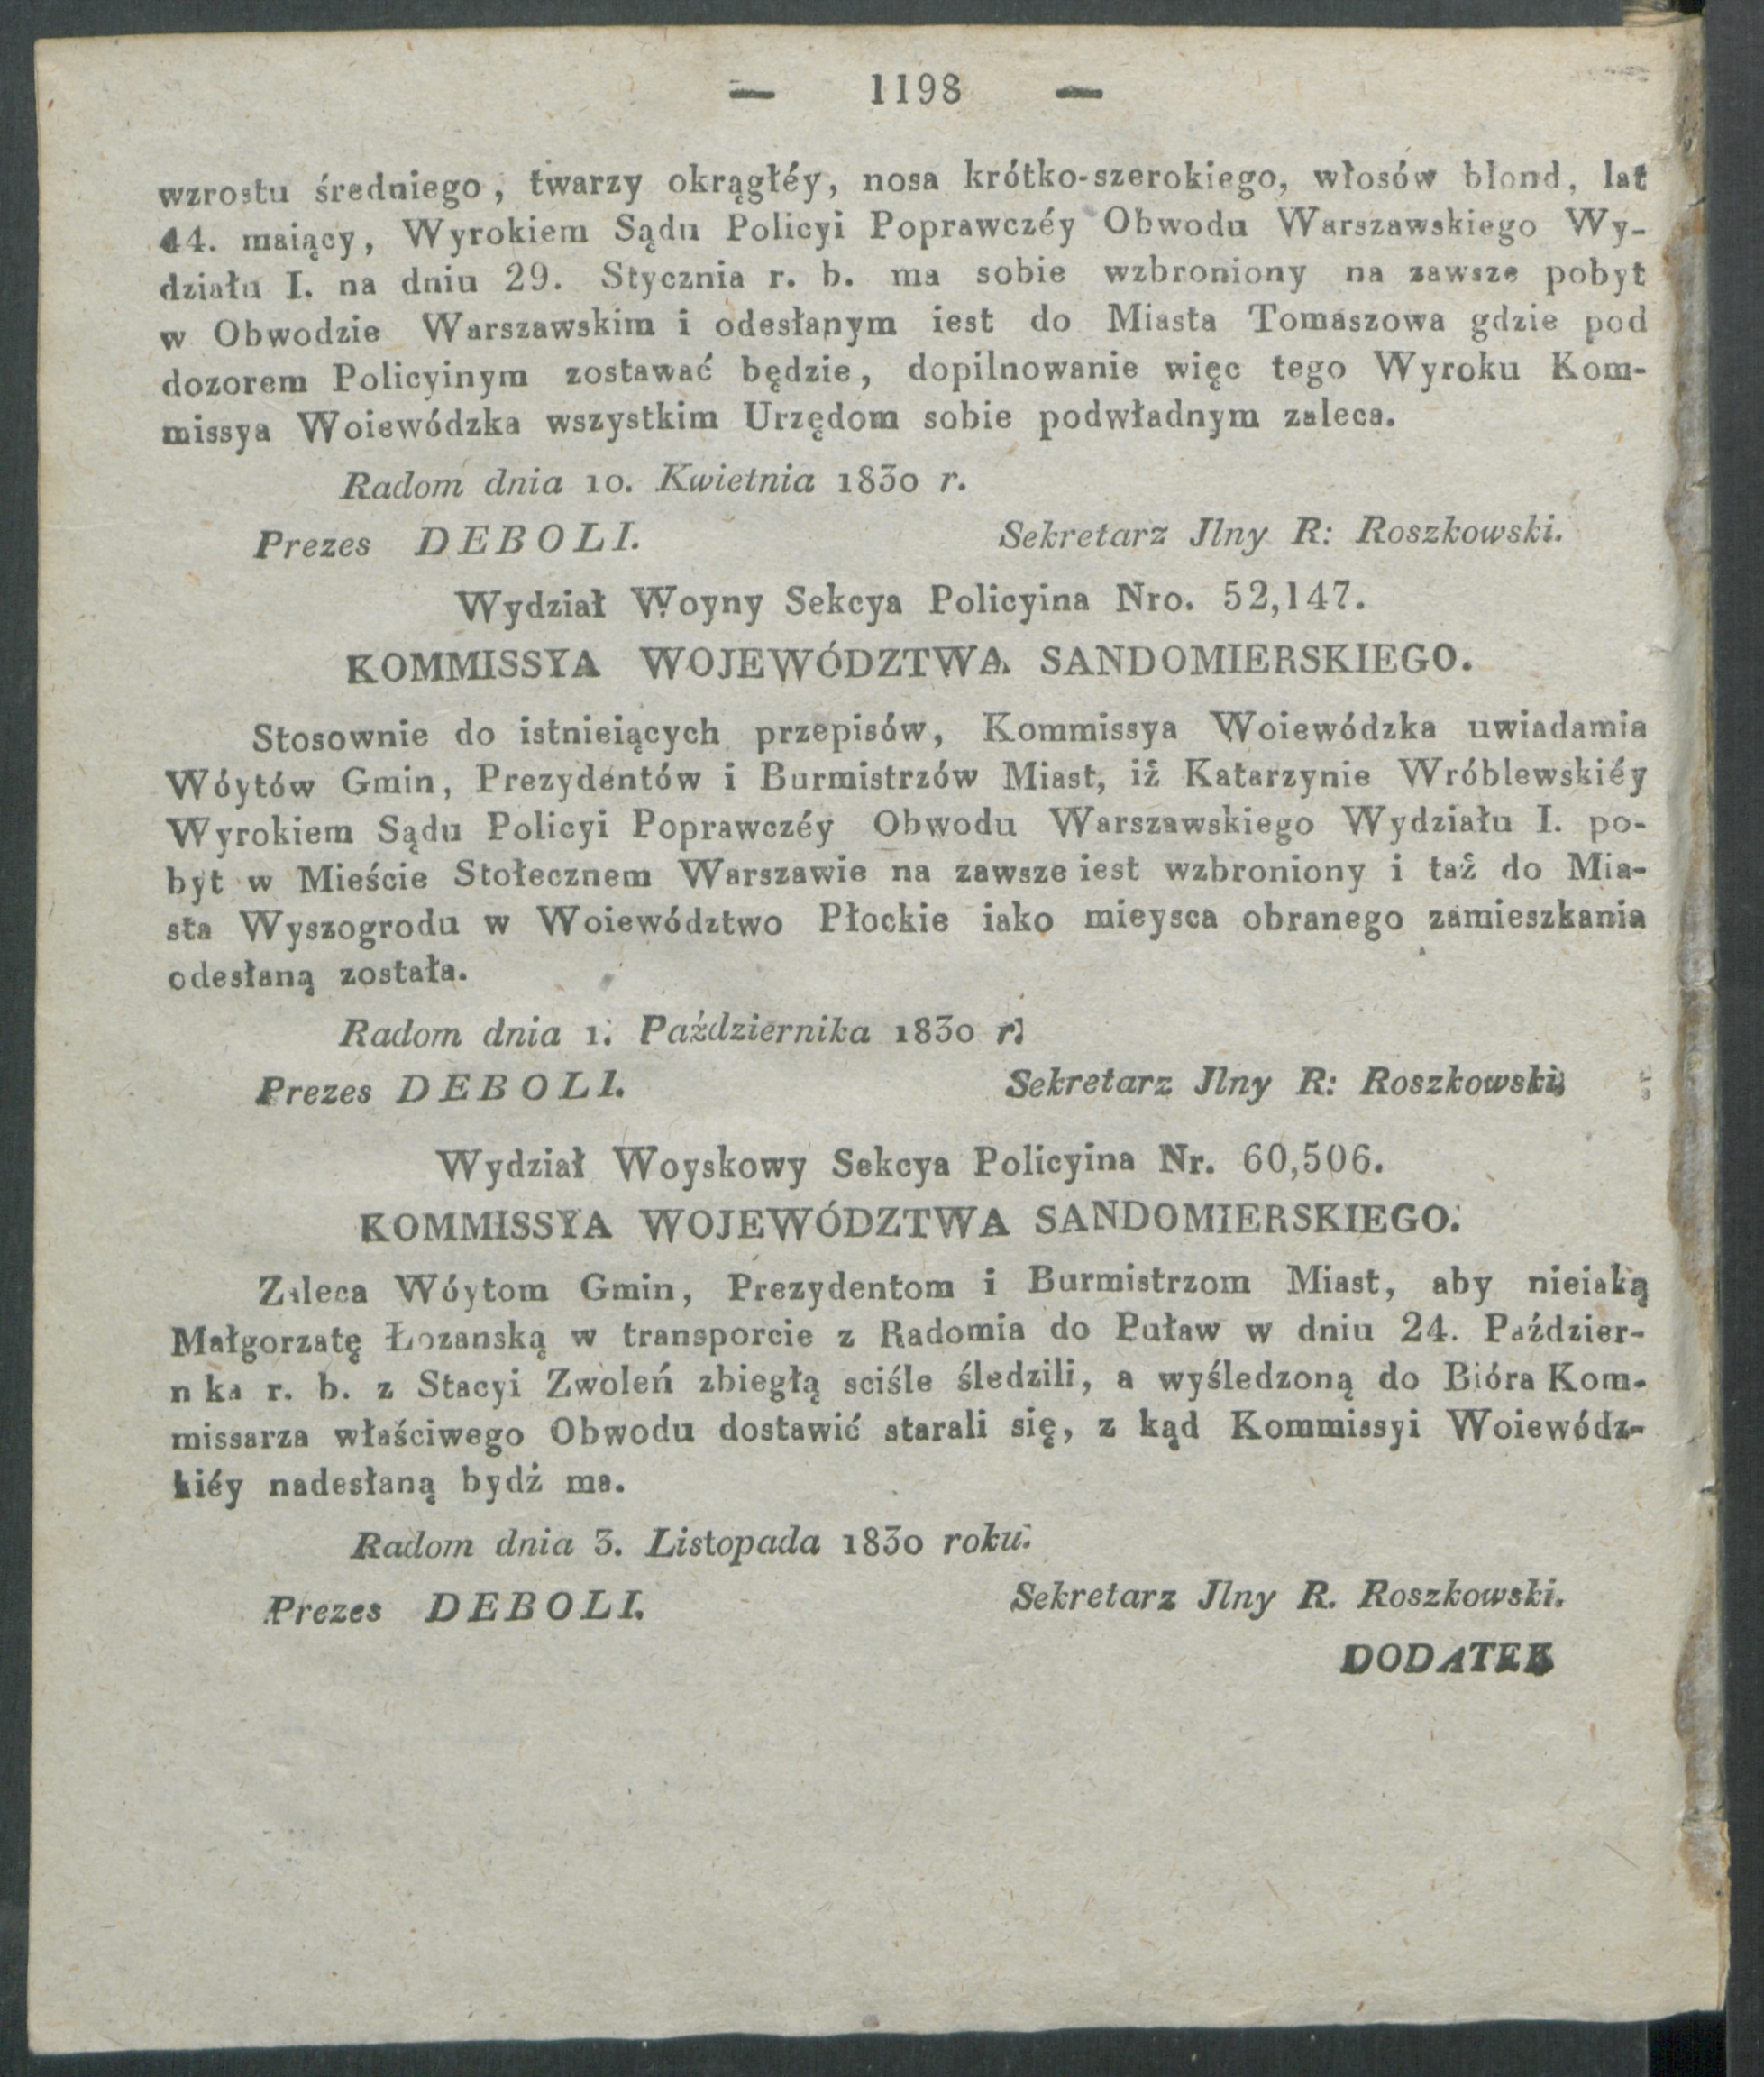 — 1198 —
wzrostu średniego, twarzy okrągłéy, nosa krótko-szerokiego, włosów blond, lat
44. maiący, Wyrokiem Sądu Policyi Poprawczéy Obwodu Warszawskiego Wy-
działu I. na dniu 29. Stycznia r. b. ma sobie wzbroniony na zawsze pobyt
w Obwodzie Warszawskim i odesłanym iest do Miasta Tomaszowa gdzie pod
dozorem Policyinym zostawać będzie, dopilnowanie więc tego Wyroku Kom-
missya Woiewódzka wszystkim Urzędom sobie podwładnym zaleca.
Radom dnia 10. Kwietnia 1830 r.
Prezes DEBOLI. Sekretarz Jlny R: Roszkowski.
Wydział Woyny Sekcya Policyina Nro. 52,147.
KOMMISSYA WOJEWÓDZTWA SANDOMIERSKIEGO.
Stosownie do istnieiących przepisów, Kommissya Woiewódzka uwiadamia
Wóytów Gmin, Prezydentów i Burmistrzów Miast, iż Katarzynie Wróblewskiéy
Wyrokiem Sądu Policyi Poprawczéy Obwodu Warszawskiego Wydziału I. po-
byt w Mieście Stołecznem Warszawie na zawsze iest wzbroniony i taż do Mia-
sta Wyszogrodu w Woiewództwo Płockie iako mieysca obranego zamieszkania
odesłaną została.
Radom dnia 1. Października 1830 r.
Prezes DEBOLI. Sekretarz Jlny R: Roszkowski.
Wydział Woyskowy Sekcya Policyina Nr. 60,506.
KOMMISSYA WOJEWÓDZTWA SANDOMIERSKIEGO.
Zaleca Wóytom Gmin, Prezydentom i Burmistrzom Miast, aby nieiaką
Małgorzatę Łozanską w transporcie z Radomia do Puław w dniu 24. Paździer-
n ka r. b. z Stacyi Zwoleń zbiegłą sciśle śledzili, a wyśledzoną do Bióra Kom-
missarza właściwego Obwodu dostawić starali się, z kąd Kommissyi Woiewódz-
kiéy nadesłaną bydź ma.
Radom dnia 3. Listopada 1830 roku.
Prezes DEBOLI. Sekretarz Jlny R. Roszkowski.
DODATEK